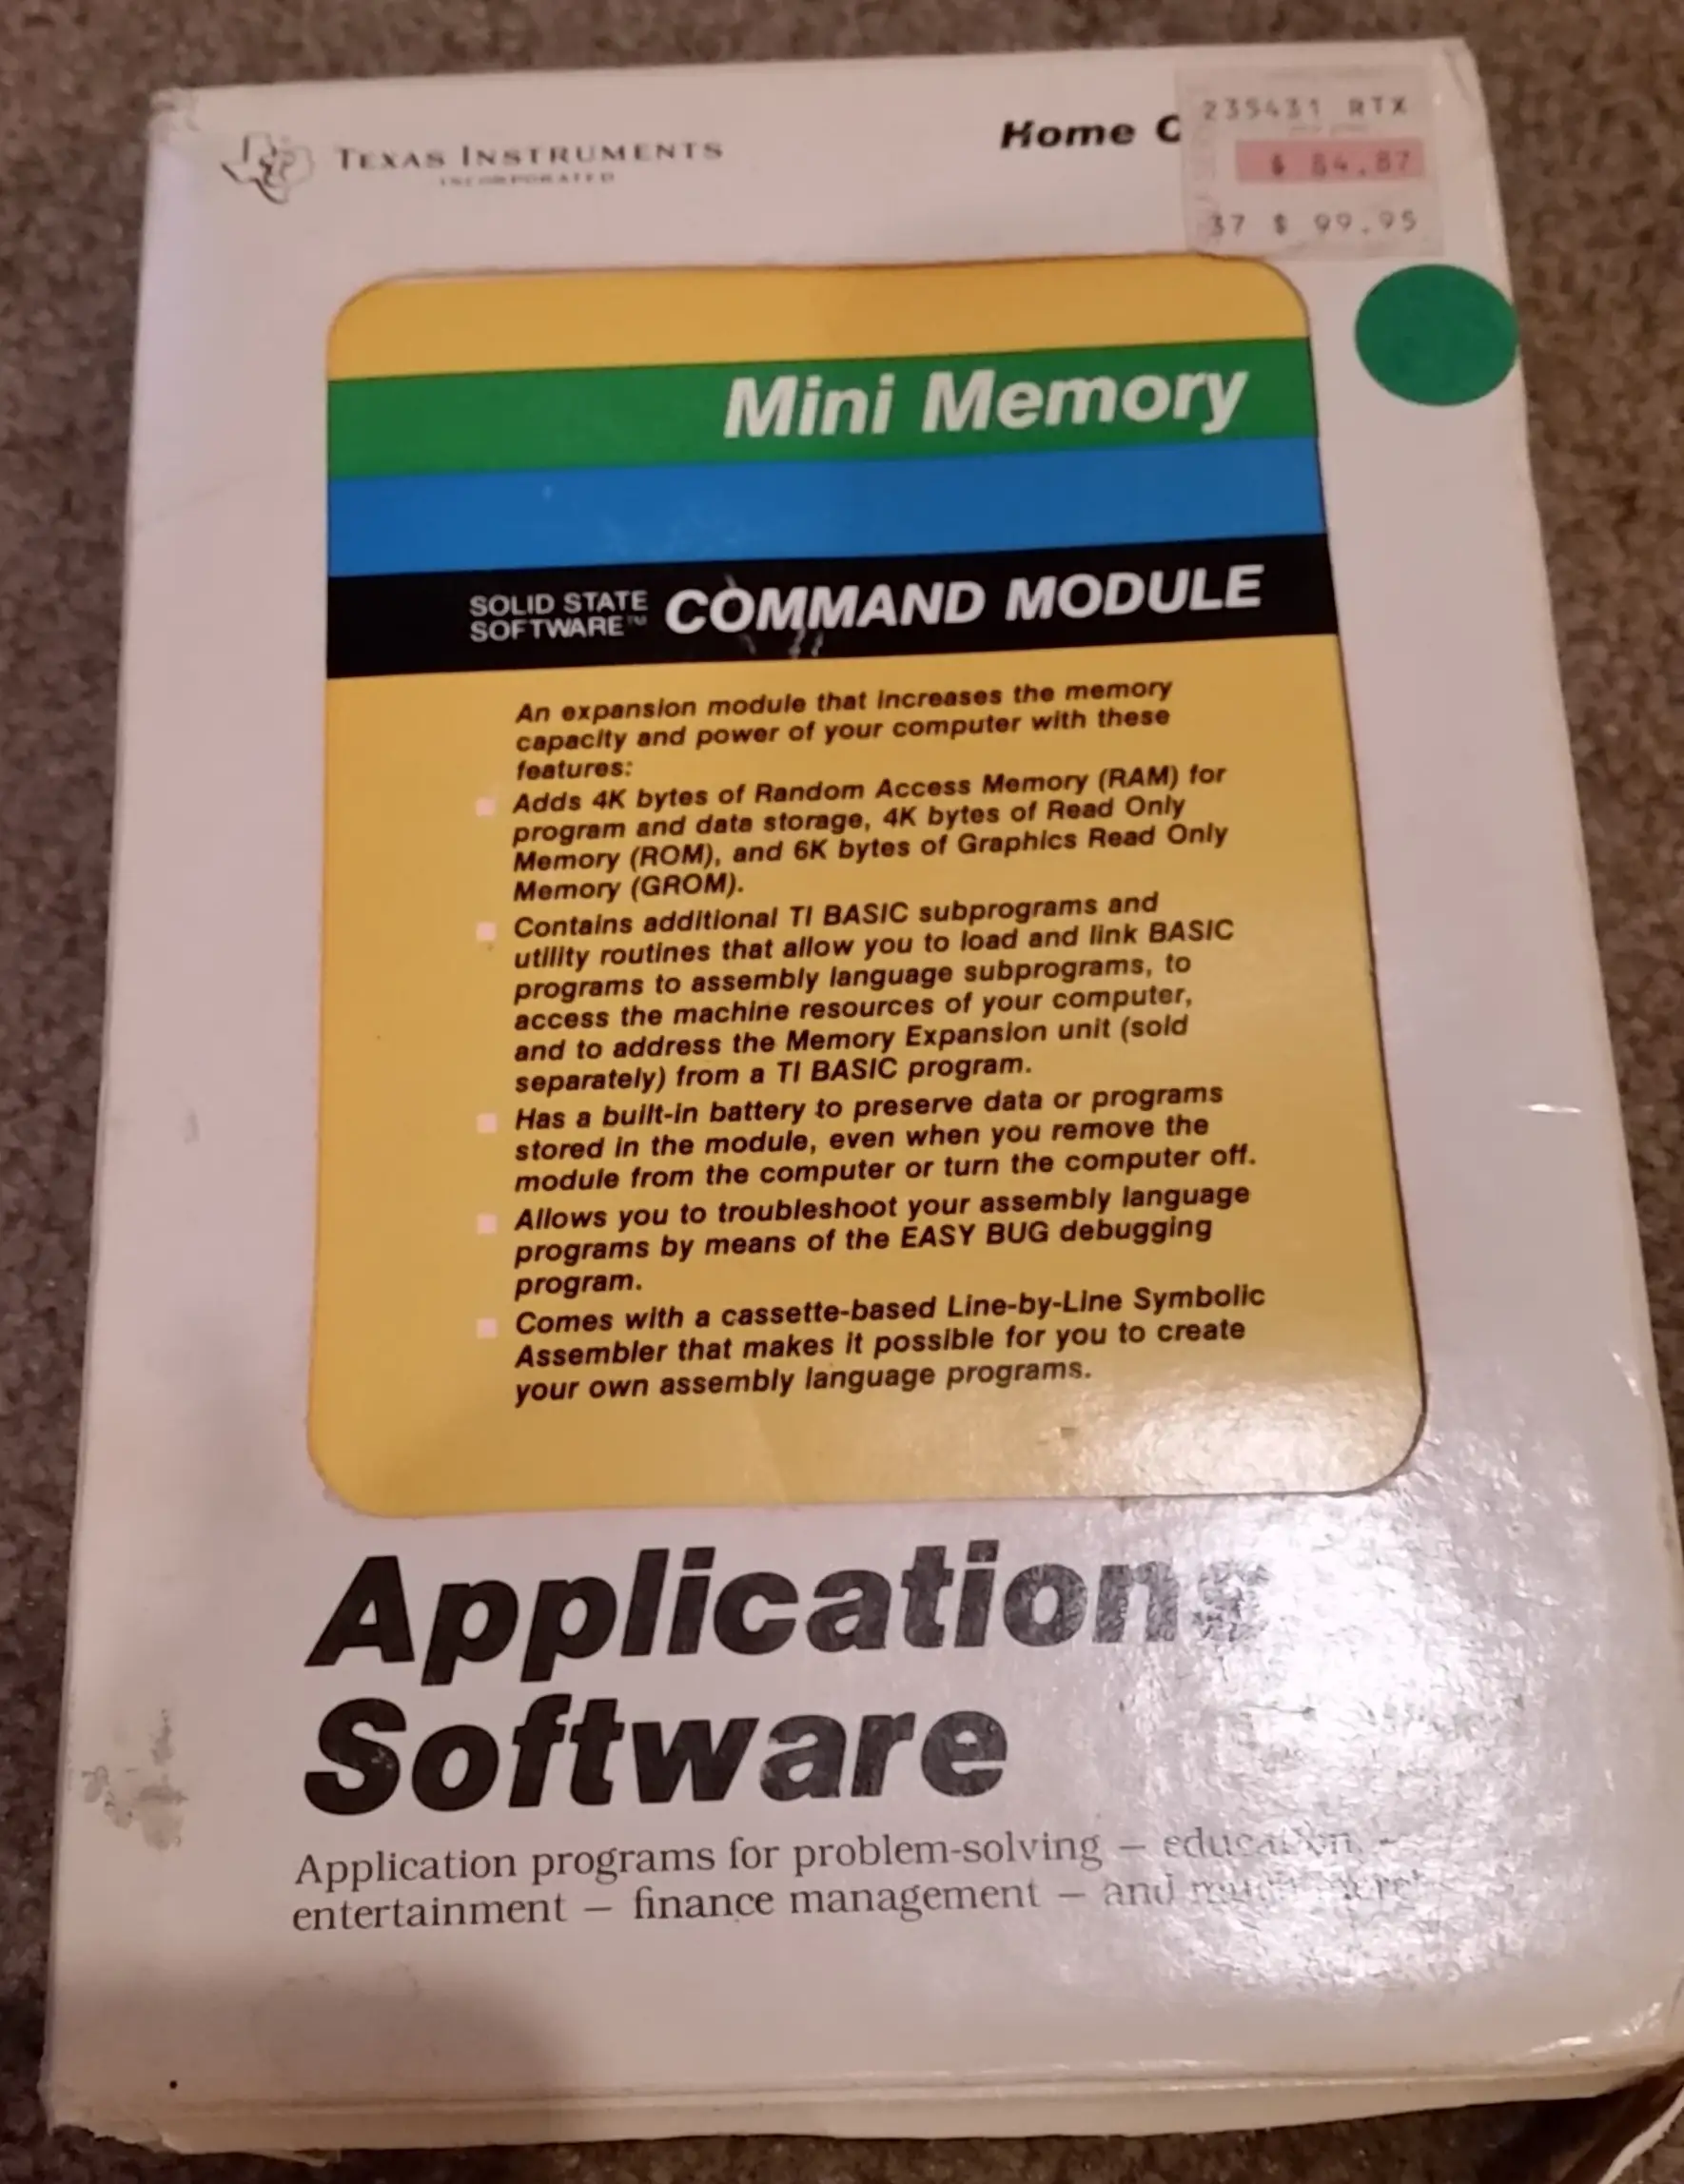 TEXAS INSTRUMENTS
INCORPORATED
Home C
235431 RTX
$ 84.87
37 $ 99.95
Mini Memory
SOLID STATE
SOFTWARE™
COMMAND MODULE
An expansion module that increases the memory
capacity and power of your computer with these
features:
Adds 4K bytes of Random Access Memory (RAM) for
program and data storage, 4K bytes of Read Only
Memory (ROM), and 6K bytes of Graphics Read Only
Memory (GROM).
Contains additional TI BASIC subprograms and
utility routines that allow you to load and link BASIC
programs to assembly language subprograms, to
access the machine resources of your computer,
and to address the Memory Expansion unit (sold
separately) from a TI BASIC program.
Has a built-in battery to preserve data or programs
stored in the module, even when you remove the
module from the computer or turn the computer off.
Allows you to troubleshoot your assembly language
programs by means of the EASY BUG debugging
program.
Comes with a cassette-based Line-by-Line Symbolic
Assembler that makes it possible for you to create
your own assembly language programs.
Applications
Software
Application programs for problem-solving — education —
entertainment — finance management — and much more!